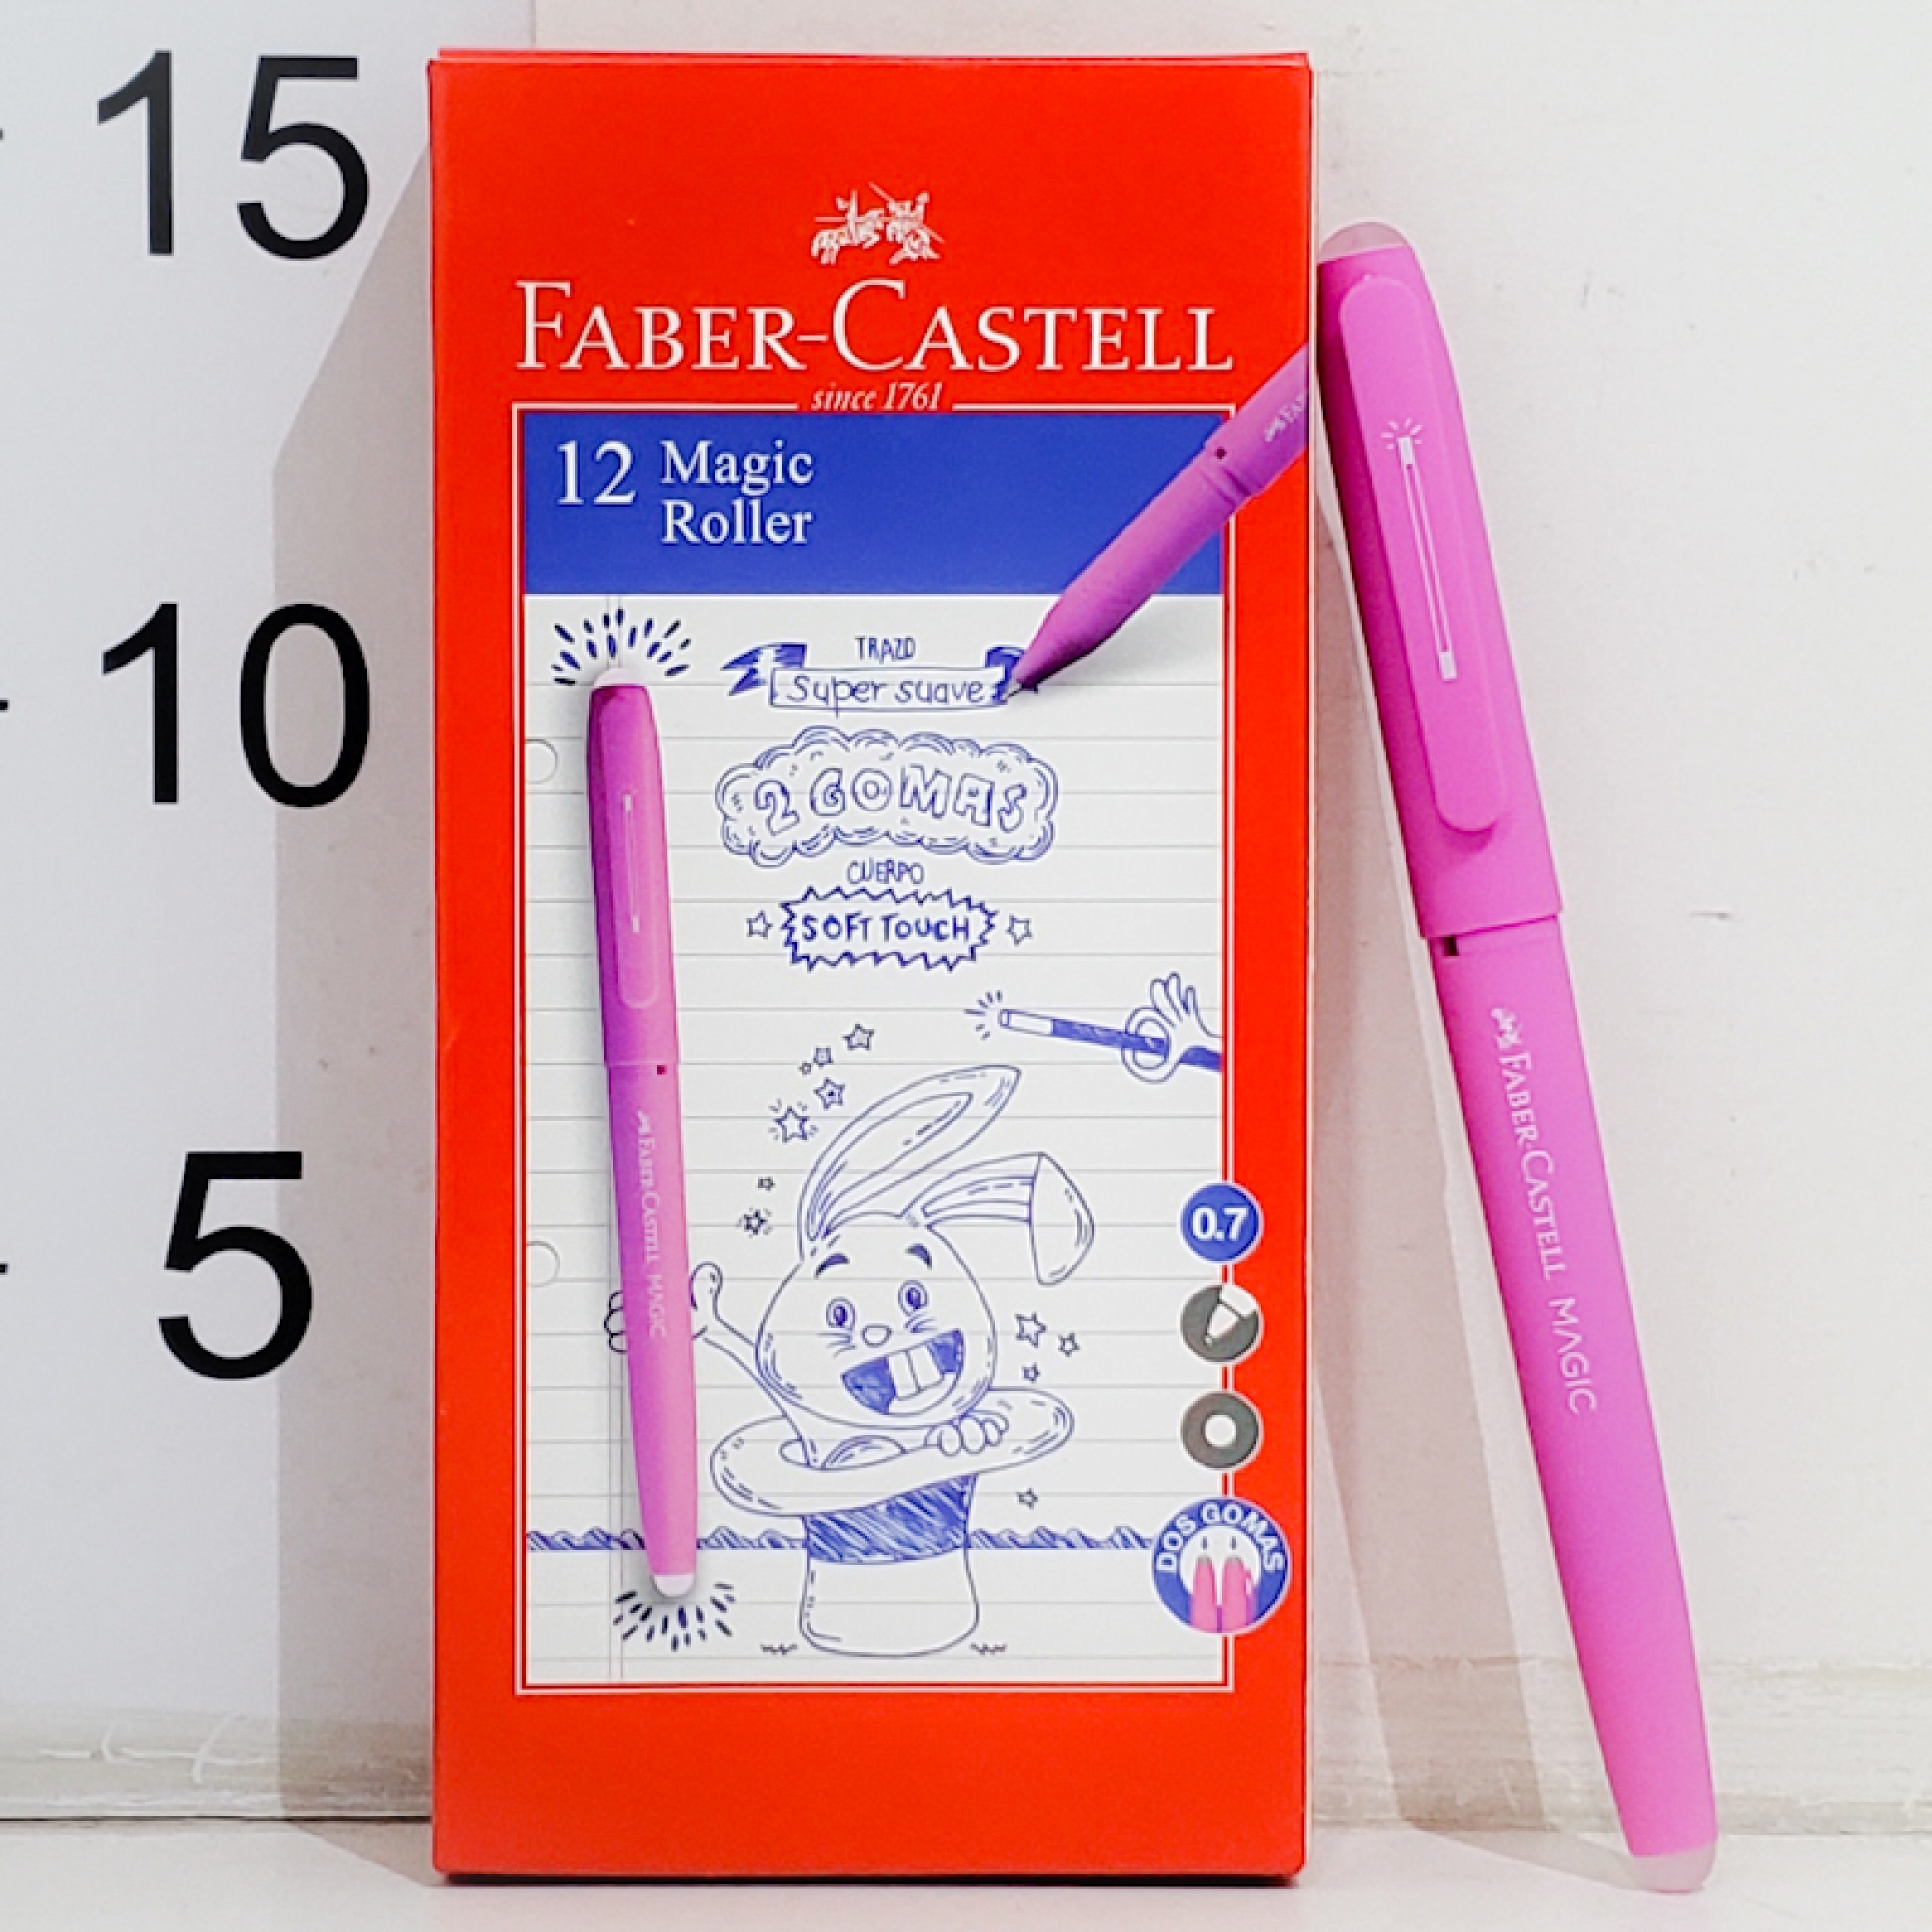 15
10
5
FABER-CASTELL
since 1761
12 Magic
Roller
TRAZO
super suave
2 GOMAS
CUERPO
SOFT TOUCH
FABER-CASTELL MAGIC
0.7
DOS GOMAS
FABER-CASTELL MAGIC